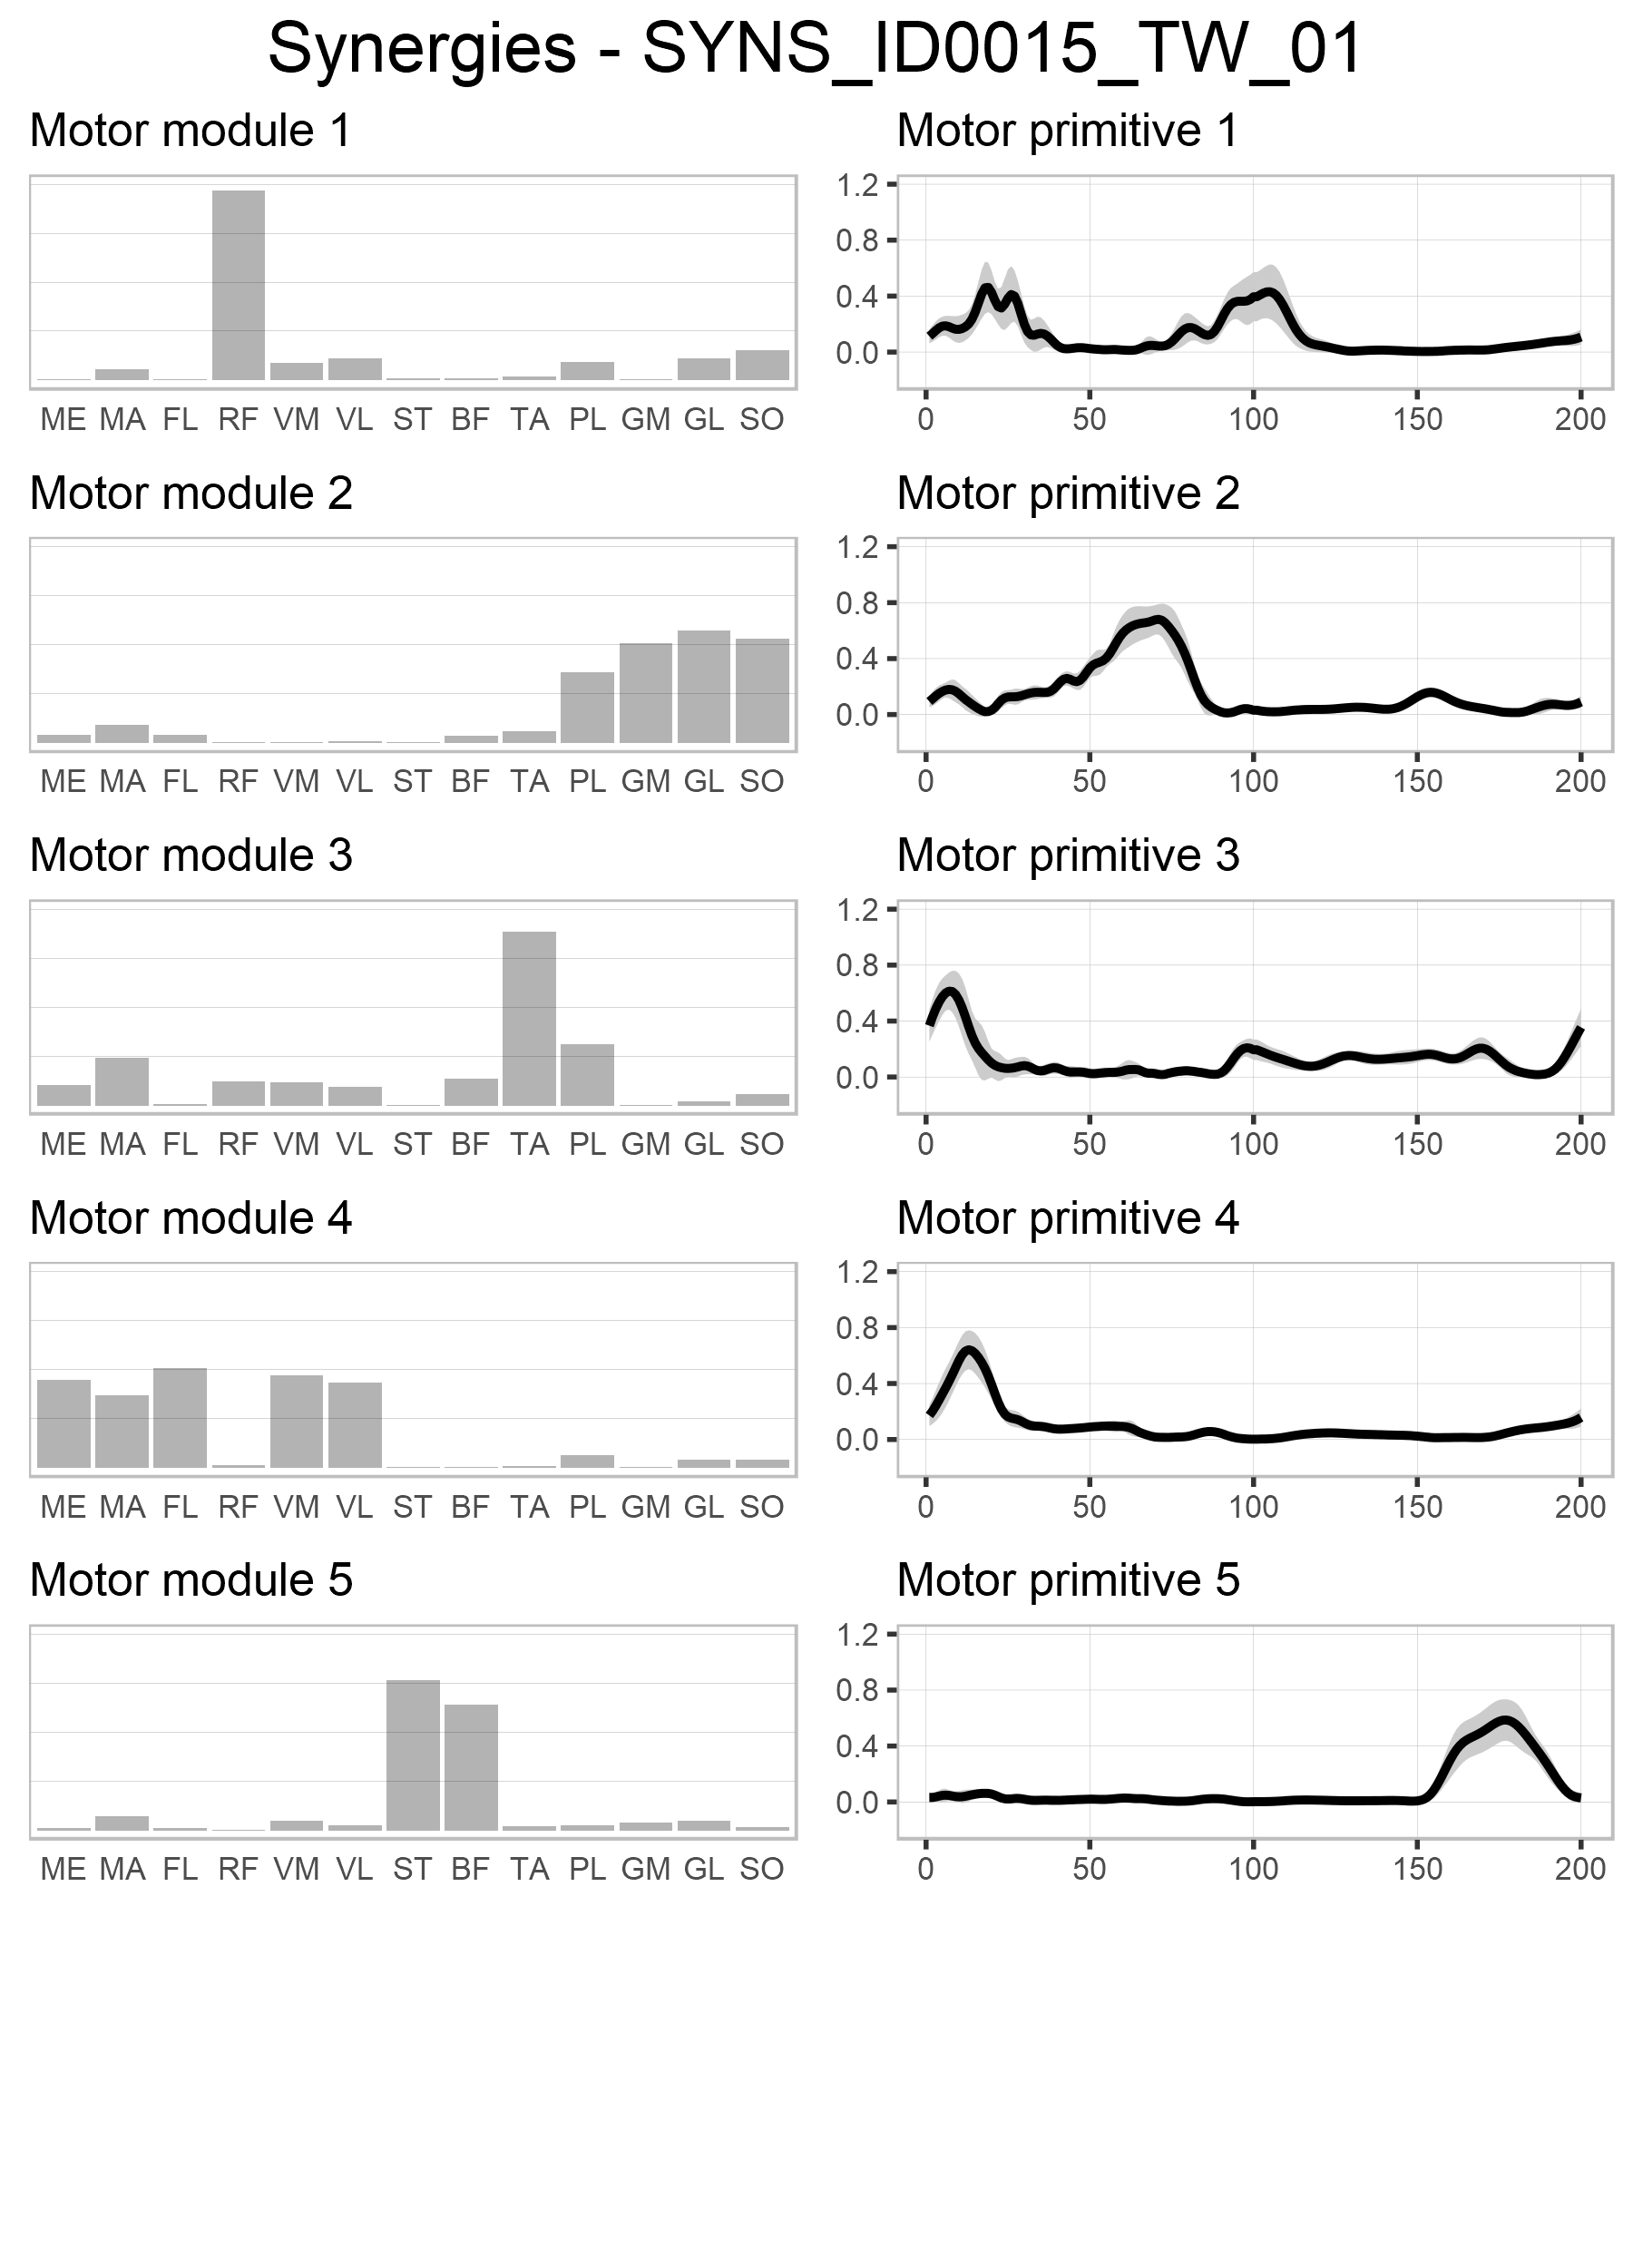 Synergies - SYNS_ID0015_TW_01
Motor module 1
Motor primitive 1
ME MA FL RF VM VL ST BF TA PL GM GL SO
1.2
0.8
0.4
0.0
0 50 100 150 200
Motor module 2
Motor primitive 2
ME MA FL RF VM VL ST BF TA PL GM GL SO
1.2
0.8
0.4
0.0
0 50 100 150 200
Motor module 3
Motor primitive 3
ME MA FL RF VM VL ST BF TA PL GM GL SO
1.2
0.8
0.4
0.0
0 50 100 150 200
Motor module 4
Motor primitive 4
ME MA FL RF VM VL ST BF TA PL GM GL SO
1.2
0.8
0.4
0.0
0 50 100 150 200
Motor module 5
Motor primitive 5
ME MA FL RF VM VL ST BF TA PL GM GL SO
1.2
0.8
0.4
0.0
0 50 100 150 200